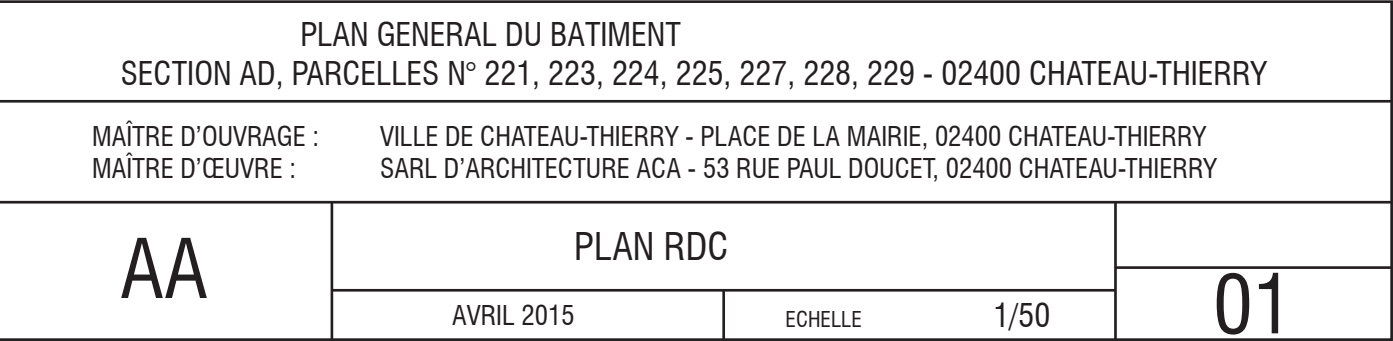 PLAN GENERAL DU BATIMENT
SECTION AD, PARCELLES N° 221, 223, 224, 225, 227, 228, 229 - 02400 CHATEAU-THIERRY
MAÎTRE D’OUVRAGE : VILLE DE CHATEAU-THIERRY - PLACE DE LA MAIRIE, 02400 CHATEAU-THIERRY
MAÎTRE D’ŒUVRE : SARL D’ARCHITECTURE ACA - 53 RUE PAUL DOUCET, 02400 CHATEAU-THIERRY
AA
PLAN RDC
AVRIL 2015
ECHELLE 1/50
01